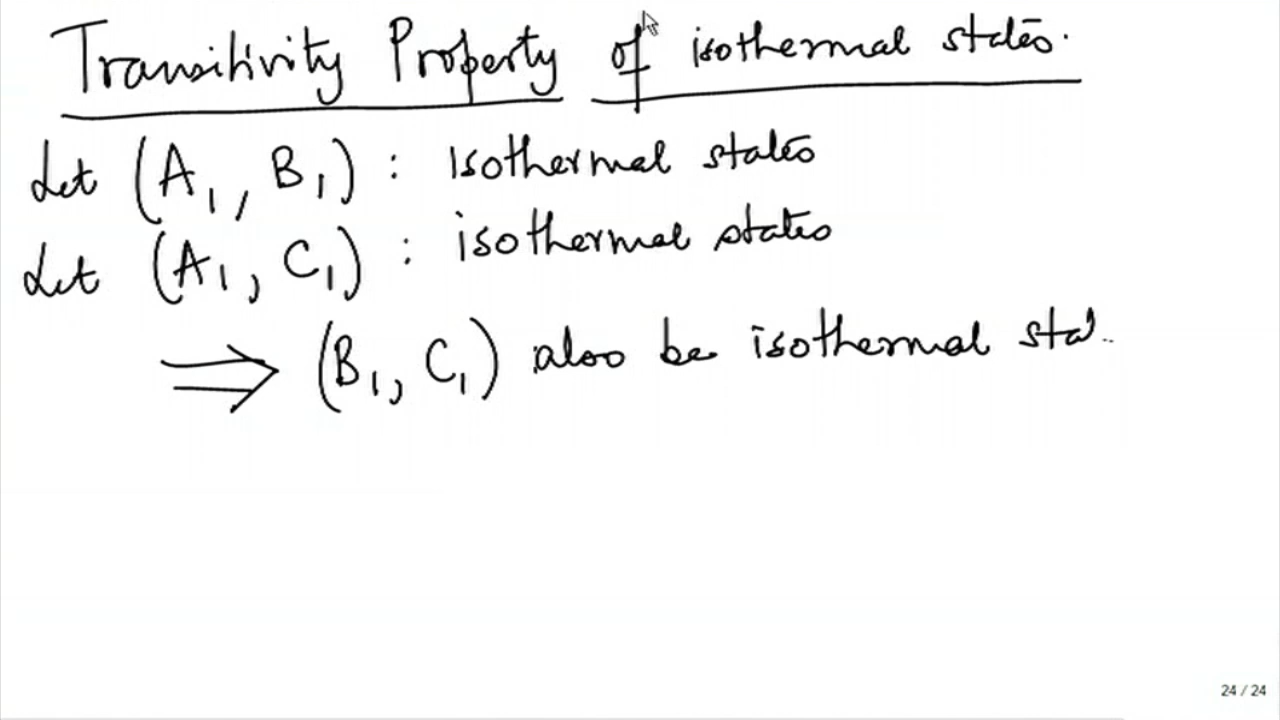 Transitivity Property of isothermal states.
Let (A₁, B₁) : isothermal states
Let (A₁, C₁) : isothermal states
⇒ (B₁, C₁) also be isothermal stat..
24 / 24